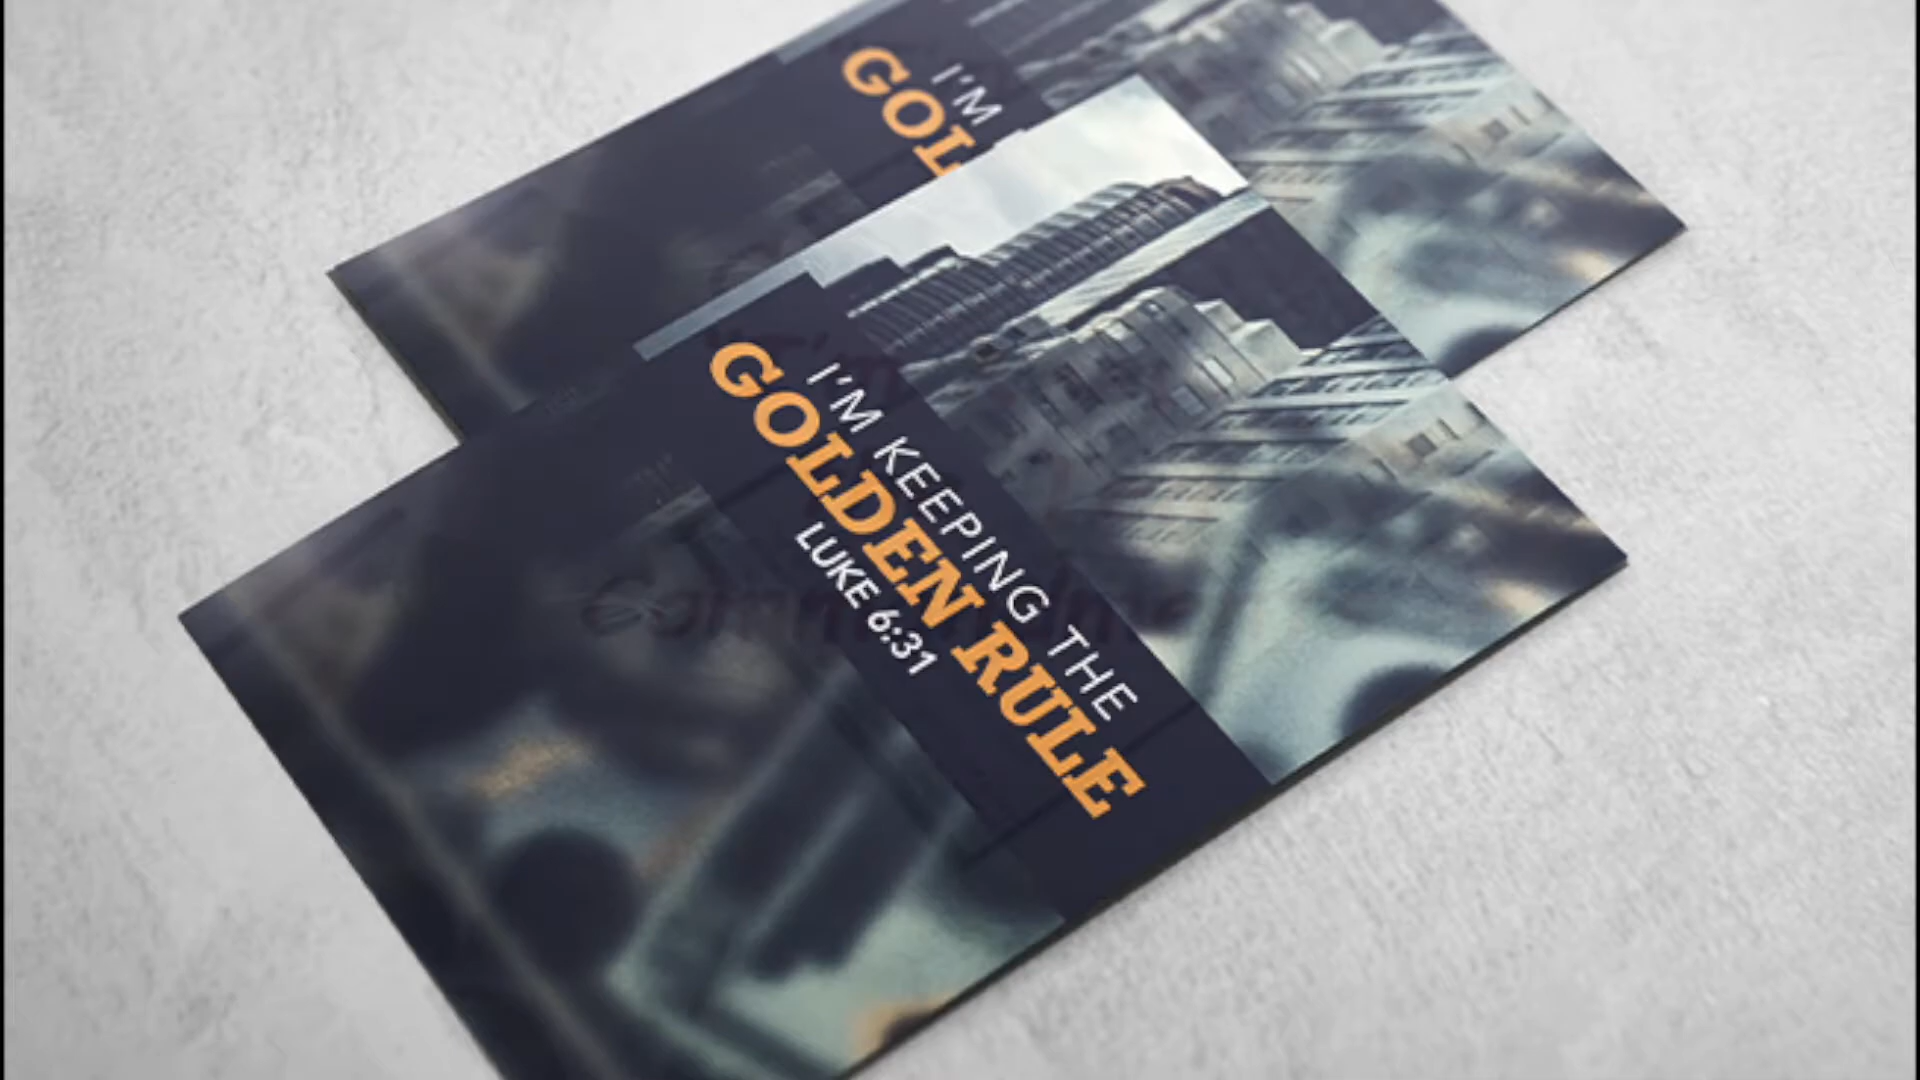 I'M
GOL
I'M KEEPING THE
GOLDEN RULE
LUKE 6:31